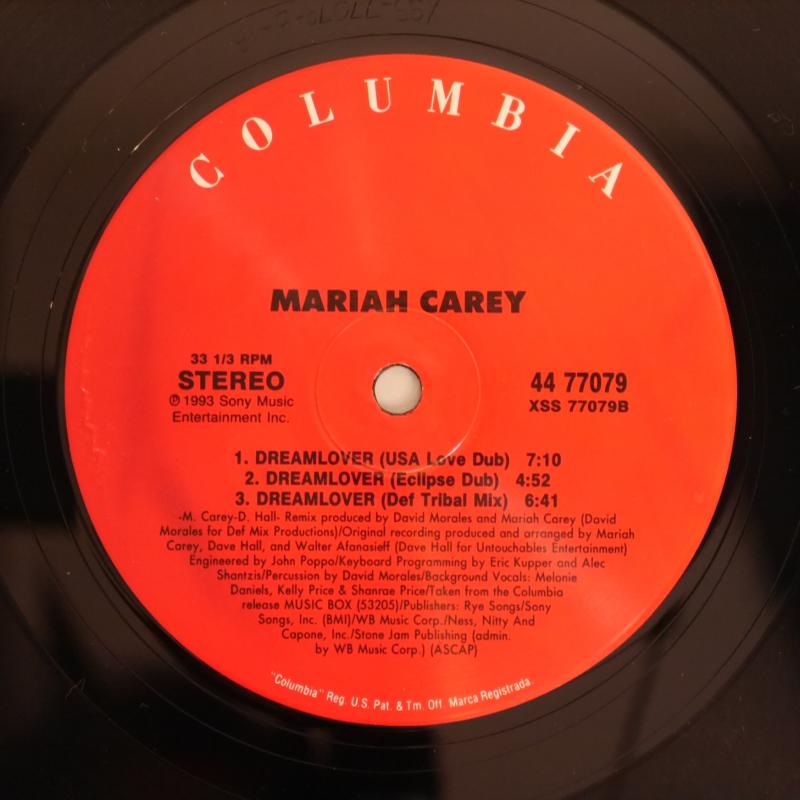 COLUMBIA
MARIAH CAREY
33 1/3 RPM
STEREO
℗ 1993 Sony Music
Entertainment Inc.
44 77079
XSS 77079B
1. DREAMLOVER (USA Love Dub) 7:10
2. DREAMLOVER (Eclipse Dub) 4:52
3. DREAMLOVER (Def Tribal Mix) 6:41
-M. Carey-D. Hall- Remix produced by David Morales and Mariah Carey (David
Morales for Def Mix Productions)/Original recording produced and arranged by Mariah
Carey, Dave Hall, and Walter Afanasieff (Dave Hall for Untouchables Entertainment)
Engineered by John Poppo/Keyboard Programming by Eric Kupper and Alec
Shantzis/Percussion by David Morales/Background Vocals: Melonie
Daniels, Kelly Price & Shanrae Price/Taken from the Columbia
release MUSIC BOX (53205)/Publishers: Rye Songs/Sony
Songs, Inc. (BMI)/WB Music Corp./Ness, Nitty And
Capone, Inc./Stone Jam Publishing (admin.
by WB Music Corp.) (ASCAP)
"Columbia" Reg. U.S. Pat. & Tm. Off. Marca Registrada.